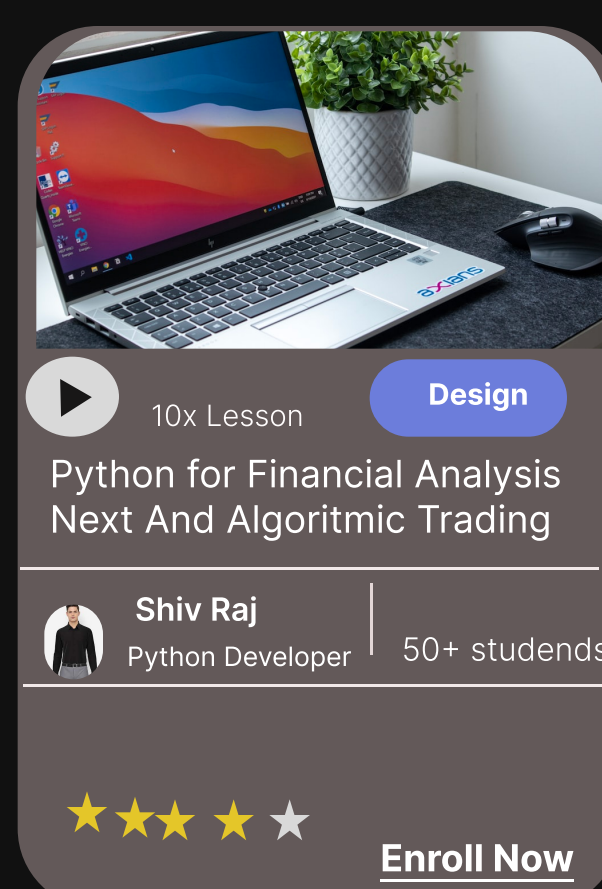 axians
10x Lesson
Design
Python for Financial Analysis
Next And Algoritmic Trading
Shiv Raj
Python Developer
50+ studends
Enroll Now